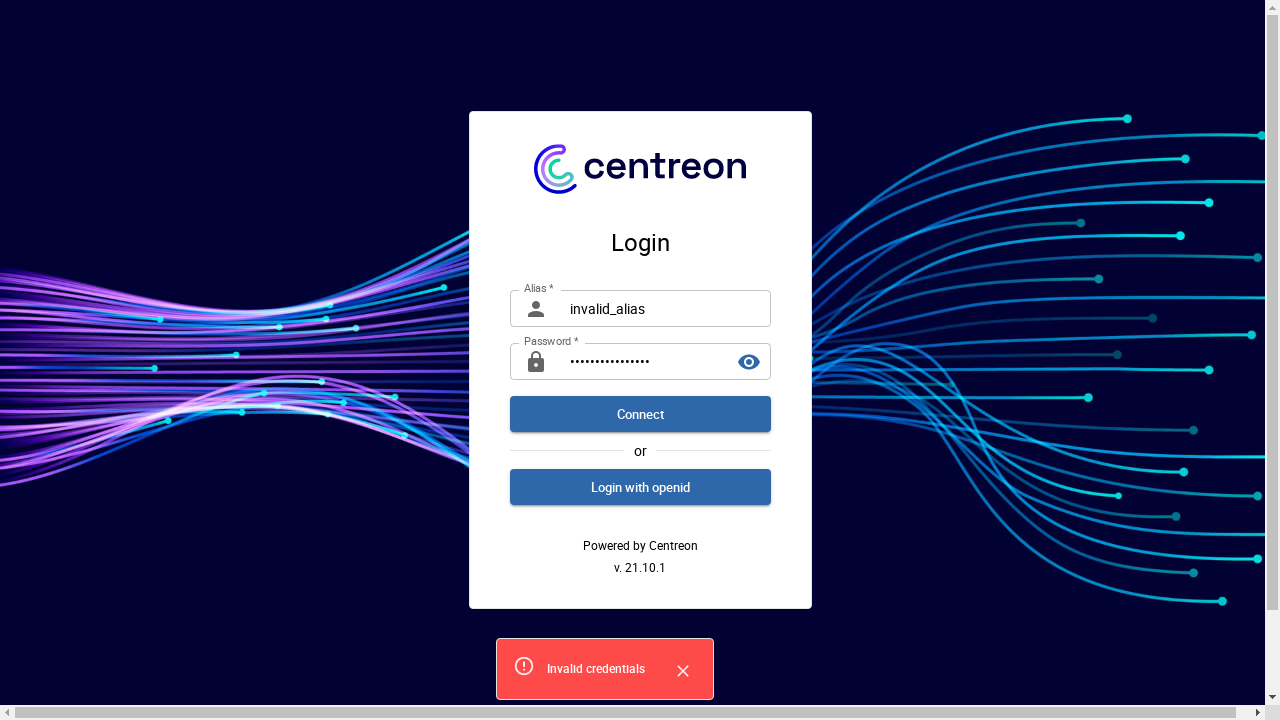 centreon
Login
Alias *
invalid_alias
Password *
••••••••••••••••
Connect
or
Login with openid
Powered by Centreon
v. 21.10.1
Invalid credentials